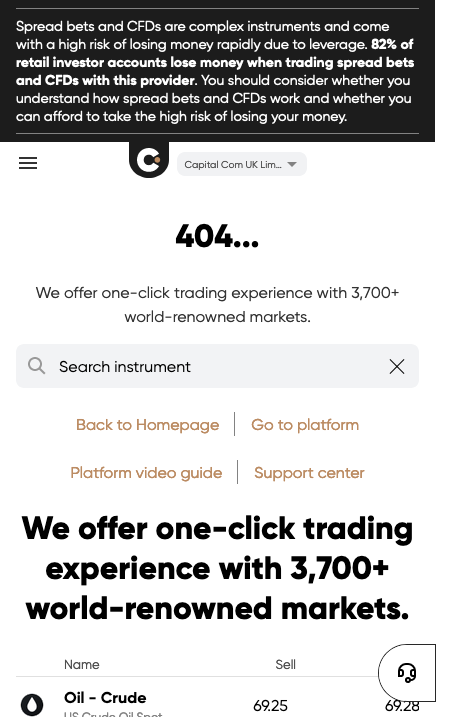 Spread bets and CFDs are complex instruments and come
with a high risk of losing money rapidly due to leverage. 82% of
retail investor accounts lose money when trading spread bets
and CFDs with this provider. You should consider whether you
understand how spread bets and CFDs work and whether you
can afford to take the high risk of losing your money.
Capital Com UK Lim...
404...
We offer one-click trading experience with 3,700+
world-renowned markets.
Search instrument
Back to Homepage
Go to platform
Platform video guide
Support center
We offer one-click trading
experience with 3,700+
world-renowned markets.
Name Sell
Oil - Crude 69.25 69.28
US Crude Oil Spot